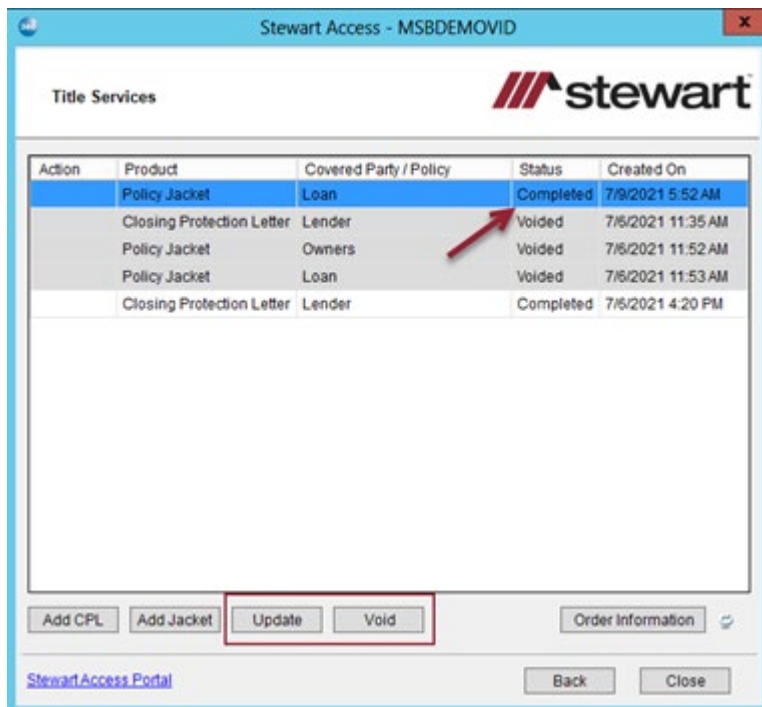 Stewart Access - MSBDEMOVID
x
Title Services
stewart
Action Product Covered Party / Policy Status Created On
Policy Jacket Loan Completed 7/9/2021 5:52 AM
Closing Protection Letter Lender Voided 7/6/2021 11:35 AM
Policy Jacket Owners Voided 7/6/2021 11:52 AM
Policy Jacket Loan Voided 7/6/2021 11:53 AM
Closing Protection Letter Lender Completed 7/6/2021 4:20 PM
Add CPL Add Jacket Update Void Order Information
Stewart Access Portal Back Close